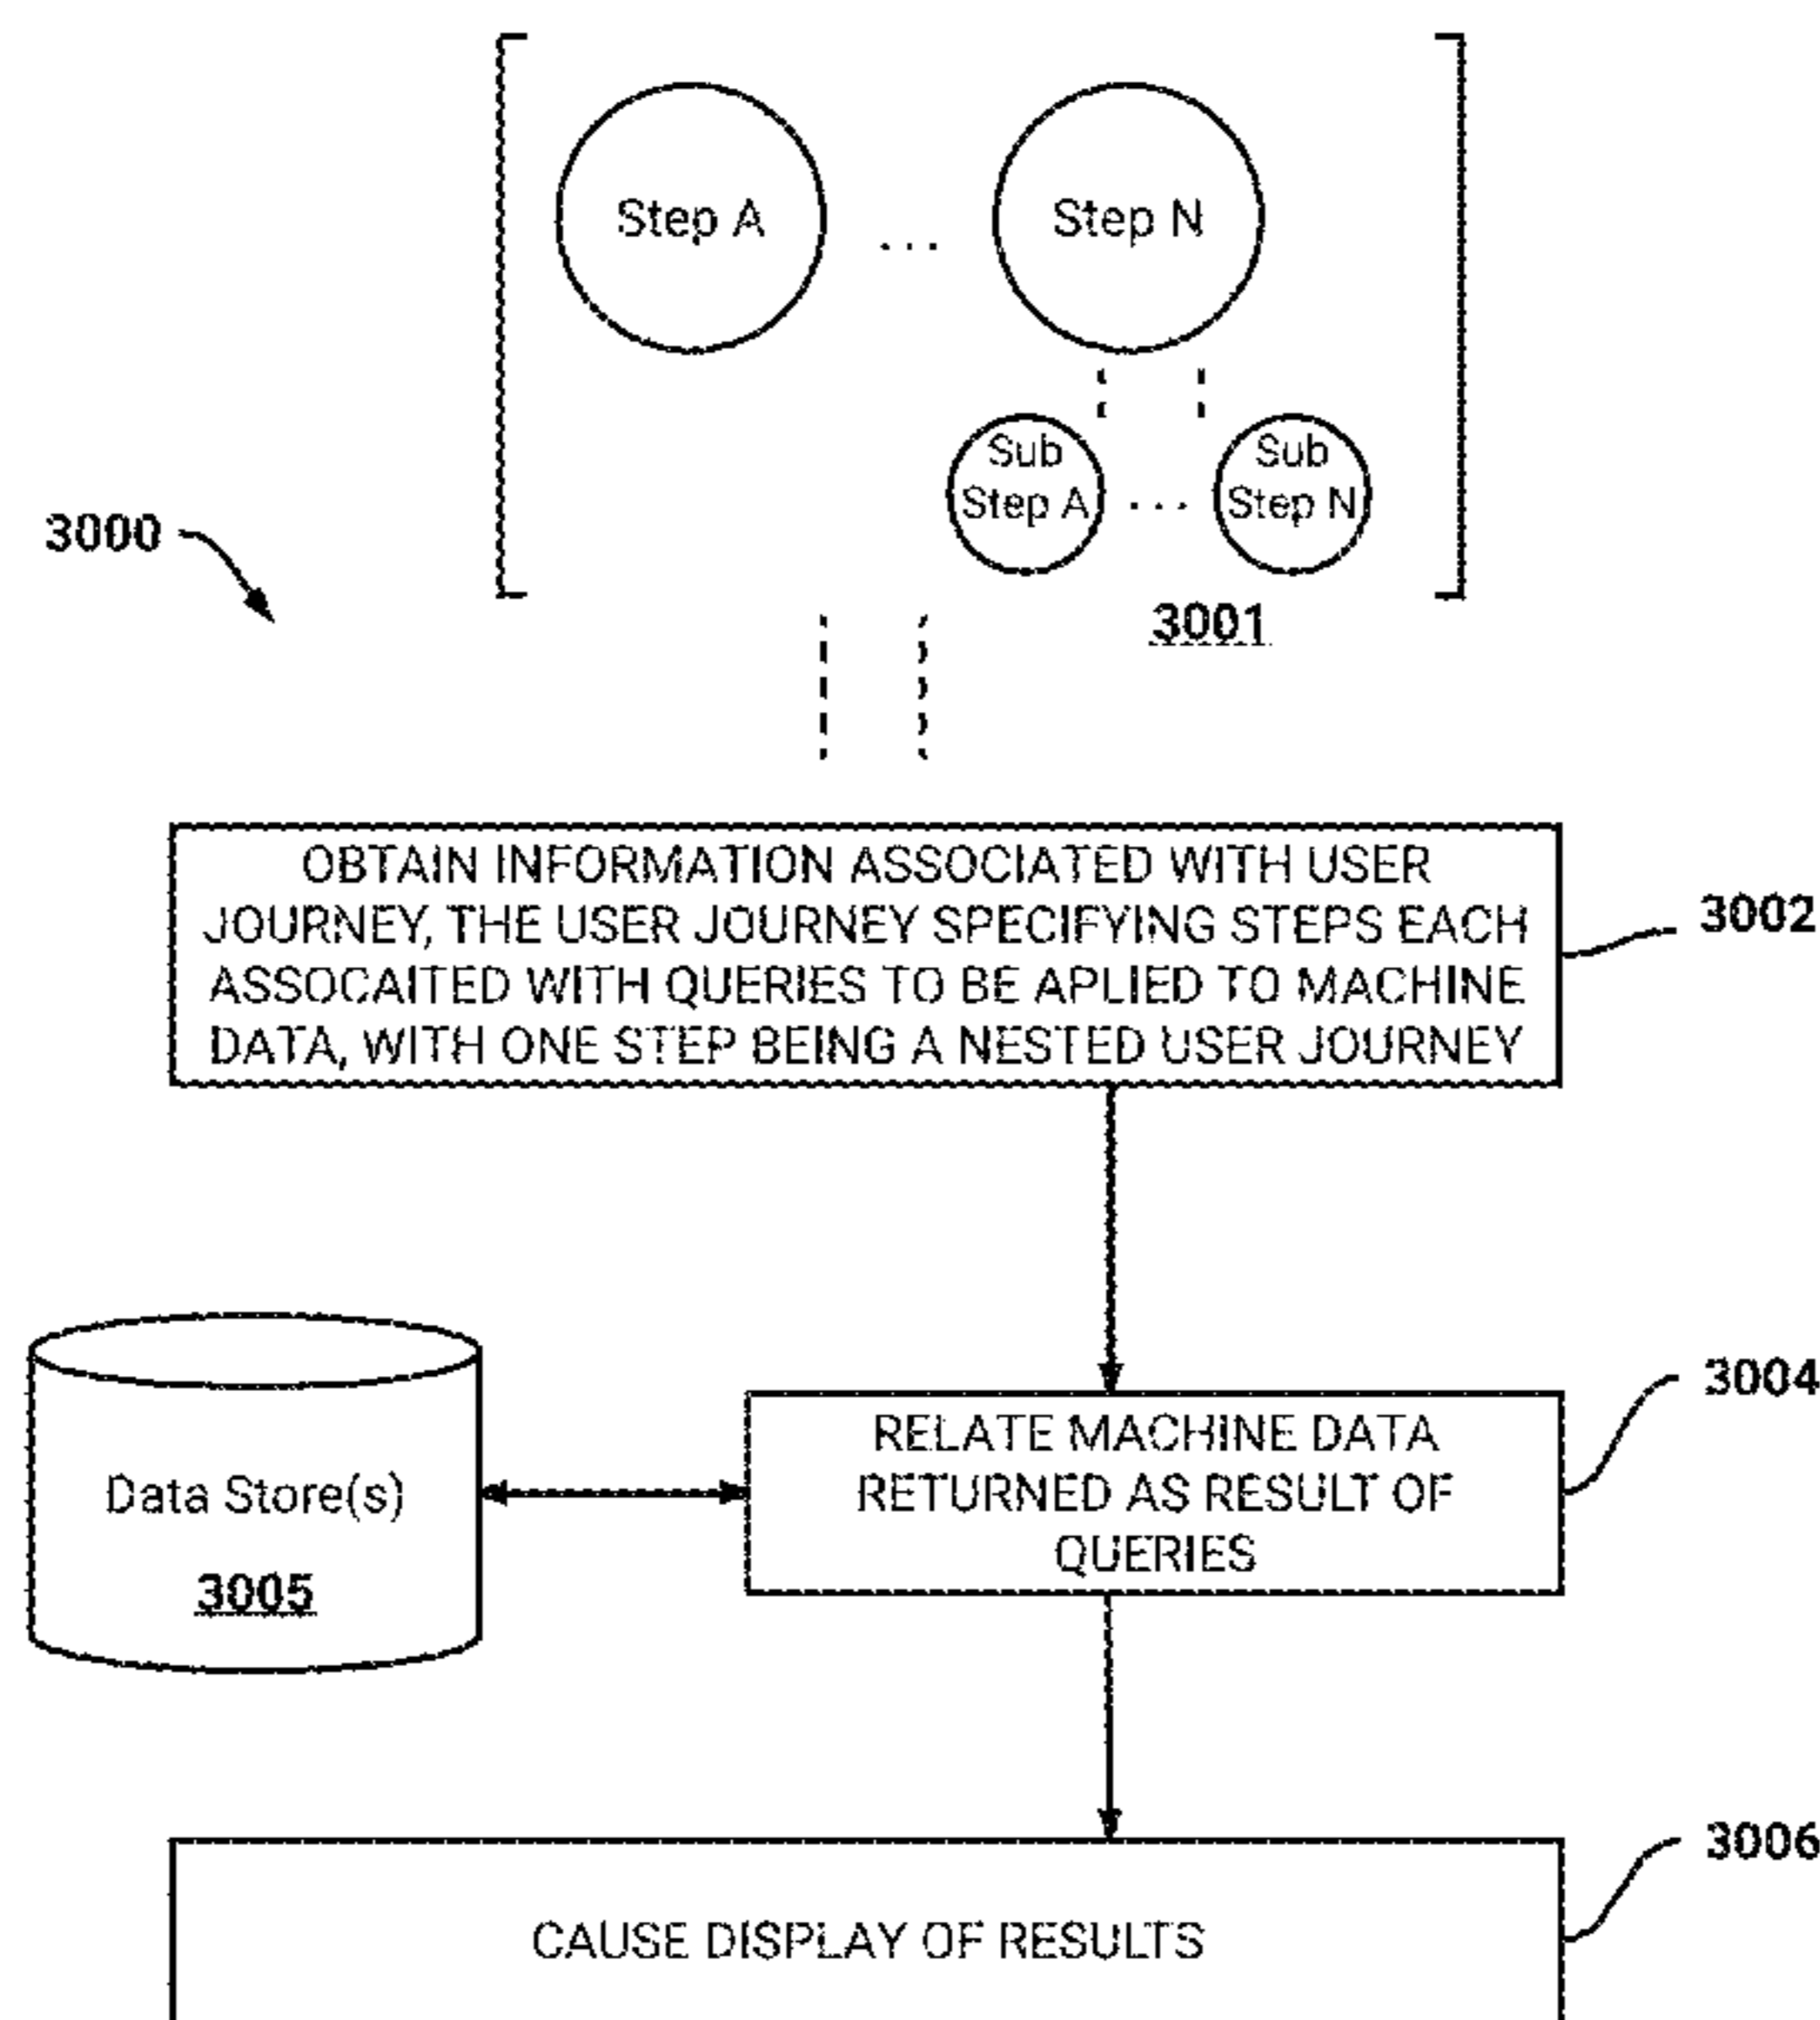 Step A
...
Step N
Sub
Step A
...
Sub
Step N
3000
3001
OBTAIN INFORMATION ASSOCIATED WITH USER
JOURNEY, THE USER JOURNEY SPECIFYING STEPS EACH
ASSOCAITED WITH QUERIES TO BE APLIED TO MACHINE
DATA, WITH ONE STEP BEING A NESTED USER JOURNEY
3002
Data Store(s)
3005
RELATE MACHINE DATA
RETURNED AS RESULT OF
QUERIES
3004
CAUSE DISPLAY OF RESULTS
3006